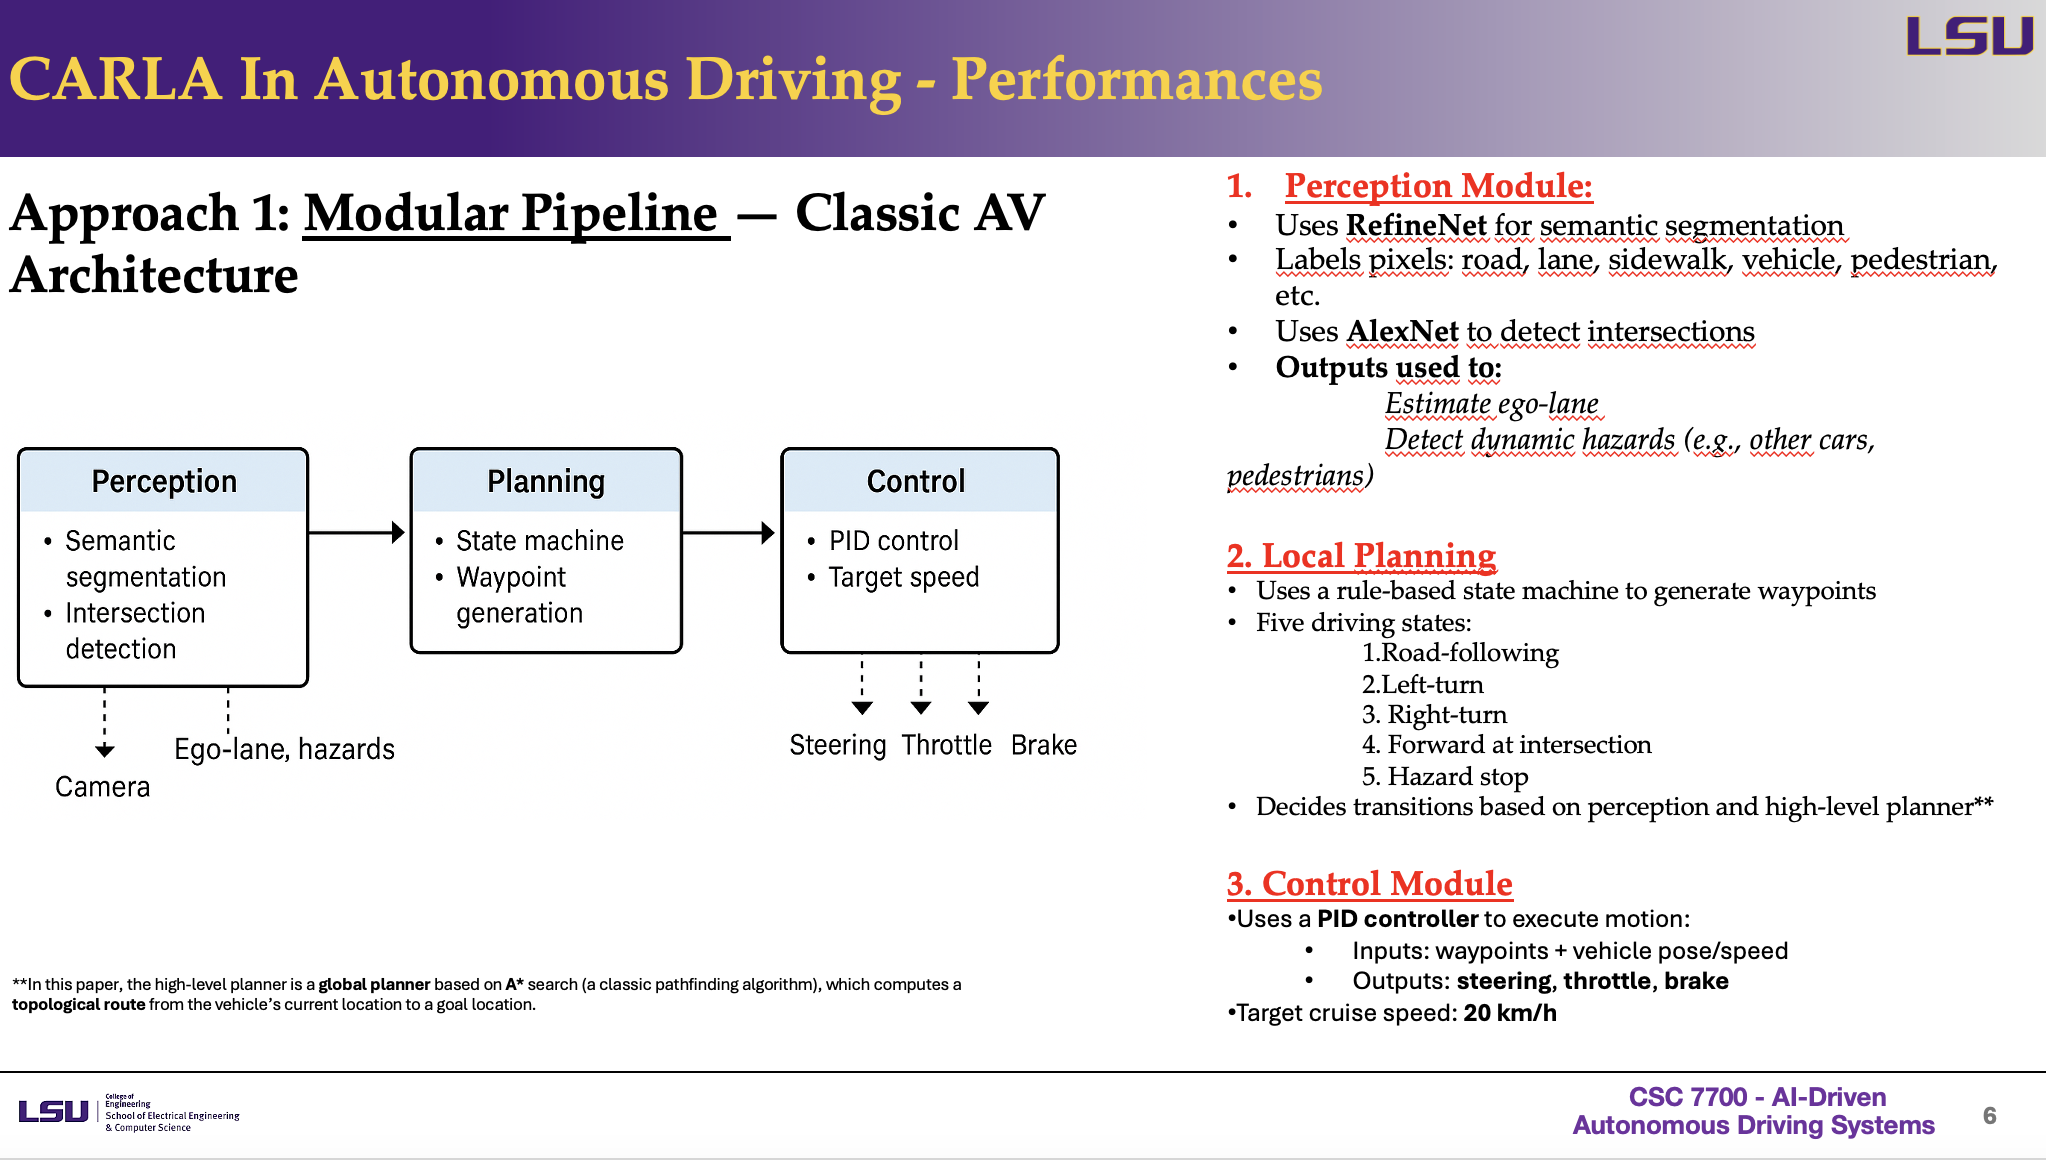 LSU
CARLA In Autonomous Driving - Performances
Approach 1: Modular Pipeline — Classic AV
Architecture
Perception
• Semantic
segmentation
• Intersection
detection
Camera
Ego-lane, hazards
Planning
• State machine
• Waypoint
generation
Control
• PID control
• Target speed
Steering Throttle Brake
**In this paper, the high-level planner is a global planner based on A* search (a classic pathfinding algorithm), which computes a
topological route from the vehicle's current location to a goal location.
1. Perception Module:
• Uses RefineNet for semantic segmentation
• Labels pixels: road, lane, sidewalk, vehicle, pedestrian,
etc.
• Uses AlexNet to detect intersections
• Outputs used to:
Estimate ego-lane
Detect dynamic hazards (e.g., other cars,
pedestrians)
2. Local Planning
• Uses a rule-based state machine to generate waypoints
• Five driving states:
1.Road-following
2.Left-turn
3. Right-turn
4. Forward at intersection
5. Hazard stop
• Decides transitions based on perception and high-level planner**
3. Control Module
•Uses a PID controller to execute motion:
• Inputs: waypoints + vehicle pose/speed
• Outputs: steering, throttle, brake
•Target cruise speed: 20 km/h
LSU
College of
Engineering
School of Electrical Engineering
& Computer Science
CSC 7700 - AI-Driven
Autonomous Driving Systems
6